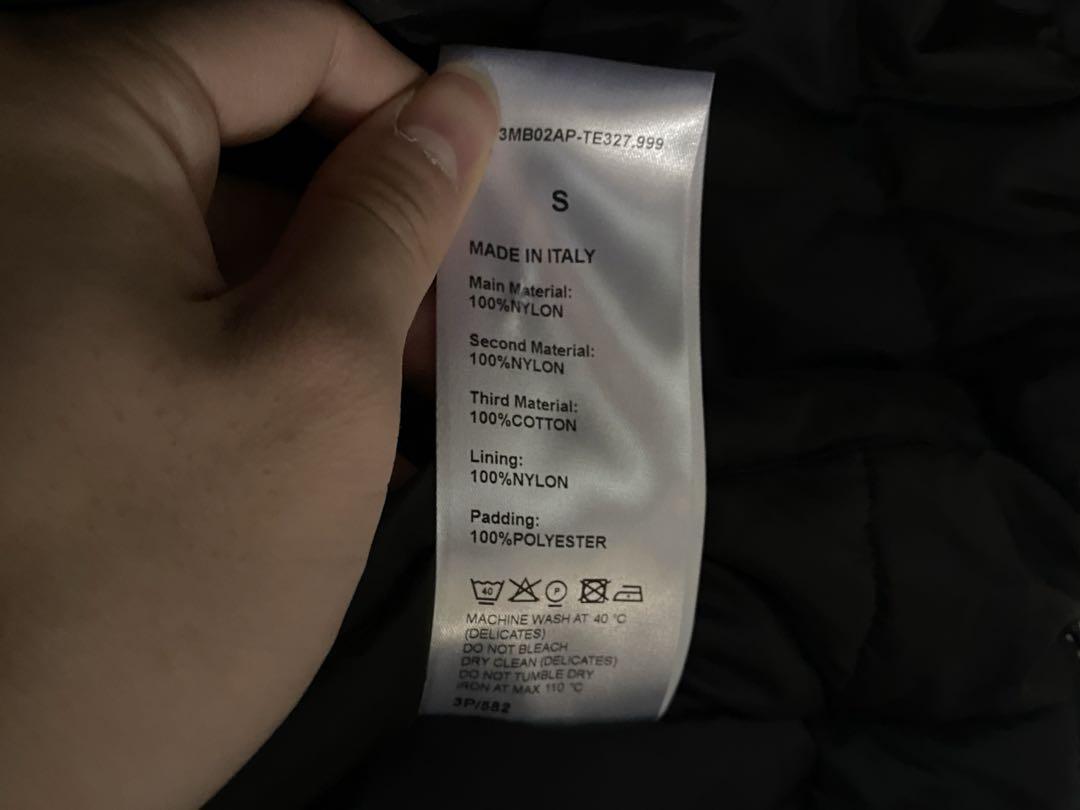 3MB02AP-TE327.999
S
MADE IN ITALY
Main Material:
100%NYLON
Second Material:
100%NYLON
Third Material:
100%COTTON
Lining:
100%NYLON
Padding:
100%POLYESTER
40 P
MACHINE WASH AT 40 °C
(DELICATES)
DO NOT BLEACH
DRY CLEAN (DELICATES)
DO NOT TUMBLE DRY
IRON AT MAX 110 °C
3P/582